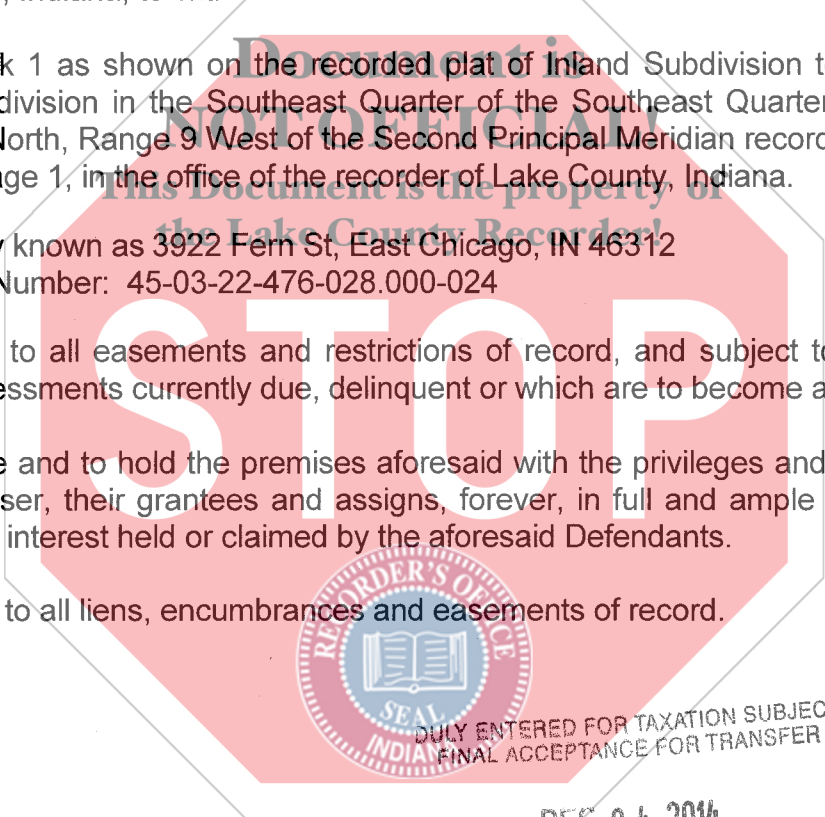 k 1 as shown on the recorded plat of Inland Subdivision t
division in the Southeast Quarter of the Southeast Quarter
North, Range 9 West of the Second Principal Meridian record
ge 1, in the office of the recorder of Lake County, Indiana.
Document is
NOT OFFICIAL!
This Document is the property of
the Lake County Recorder!
known as 3922 Fern St, East Chicago, IN 46312
Number: 45-03-22-476-028.000-024
STOP
to all easements and restrictions of record, and subject to
essments currently due, delinquent or which are to become a
e and to hold the premises aforesaid with the privileges and
ser, their grantees and assigns, forever, in full and ample
interest held or claimed by the aforesaid Defendants.
to all liens, encumbrances and easements of record.
RECORDER'S OFFICE
SEAL
INDIANA
DULY ENTERED FOR TAXATION SUBJEC
FINAL ACCEPTANCE FOR TRANSFER
2014